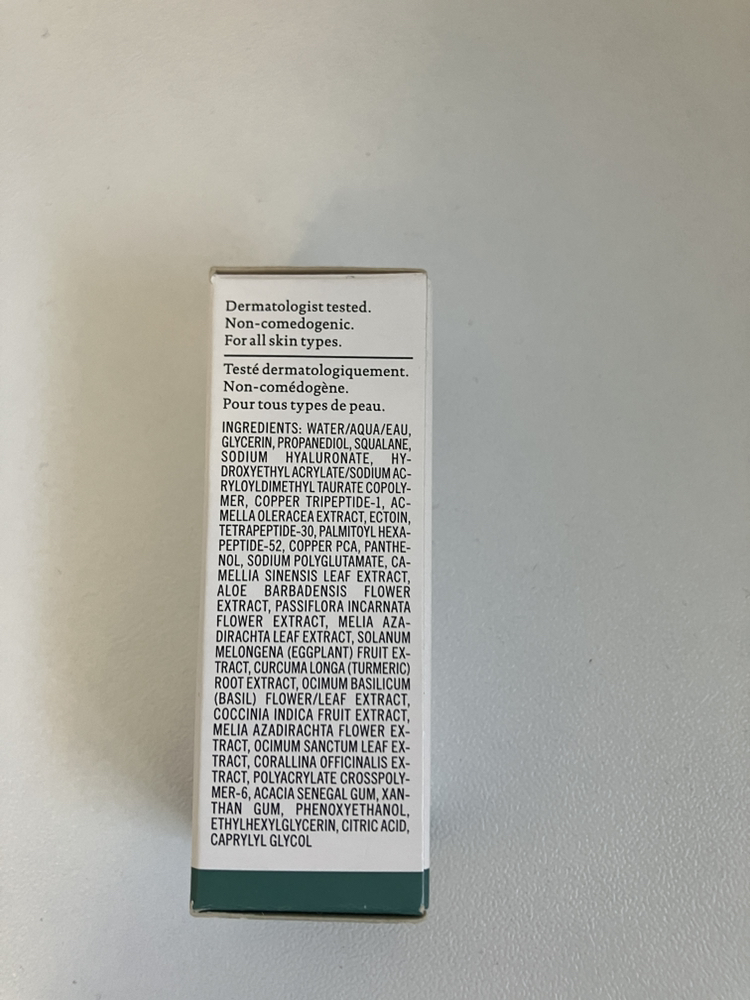 Dermatologist tested.
Non-comedogenic.
For all skin types.
Testé dermatologiquement.
Non-comédogène.
Pour tous types de peau.
INGREDIENTS: WATER/AQUA/EAU,
GLYCERIN, PROPANEDIOL, SQUALANE,
SODIUM HYALURONATE, HY-
DROXYETHYL ACRYLATE/SODIUM AC-
RYLOYLDIMETHYL TAURATE COPOLY-
MER, COPPER TRIPEPTIDE-1, AC-
MELLA OLERACEA EXTRACT, ECTOIN,
TETRAPEPTIDE-30, PALMITOYL HEXA-
PEPTIDE-52, COPPER PCA, PANTHE-
NOL, SODIUM POLYGLUTAMATE, CA-
MELLIA SINENSIS LEAF EXTRACT,
ALOE BARBADENSIS FLOWER
EXTRACT, PASSIFLORA INCARNATA
FLOWER EXTRACT, MELIA AZA-
DIRACHTA LEAF EXTRACT, SOLANUM
MELONGENA (EGGPLANT) FRUIT EX-
TRACT, CURCUMA LONGA (TURMERIC)
ROOT EXTRACT, OCIMUM BASILICUM
(BASIL) FLOWER/LEAF EXTRACT,
COCCINIA INDICA FRUIT EXTRACT,
MELIA AZADIRACHTA FLOWER EX-
TRACT, OCIMUM SANCTUM LEAF EX-
TRACT, CORALLINA OFFICINALIS EX-
TRACT, POLYACRYLATE CROSSPOLY-
MER-6, ACACIA SENEGAL GUM, XAN-
THAN GUM, PHENOXYETHANOL,
ETHYLHEXYLGLYCERIN, CITRIC ACID,
CAPRYLYL GLYCOL